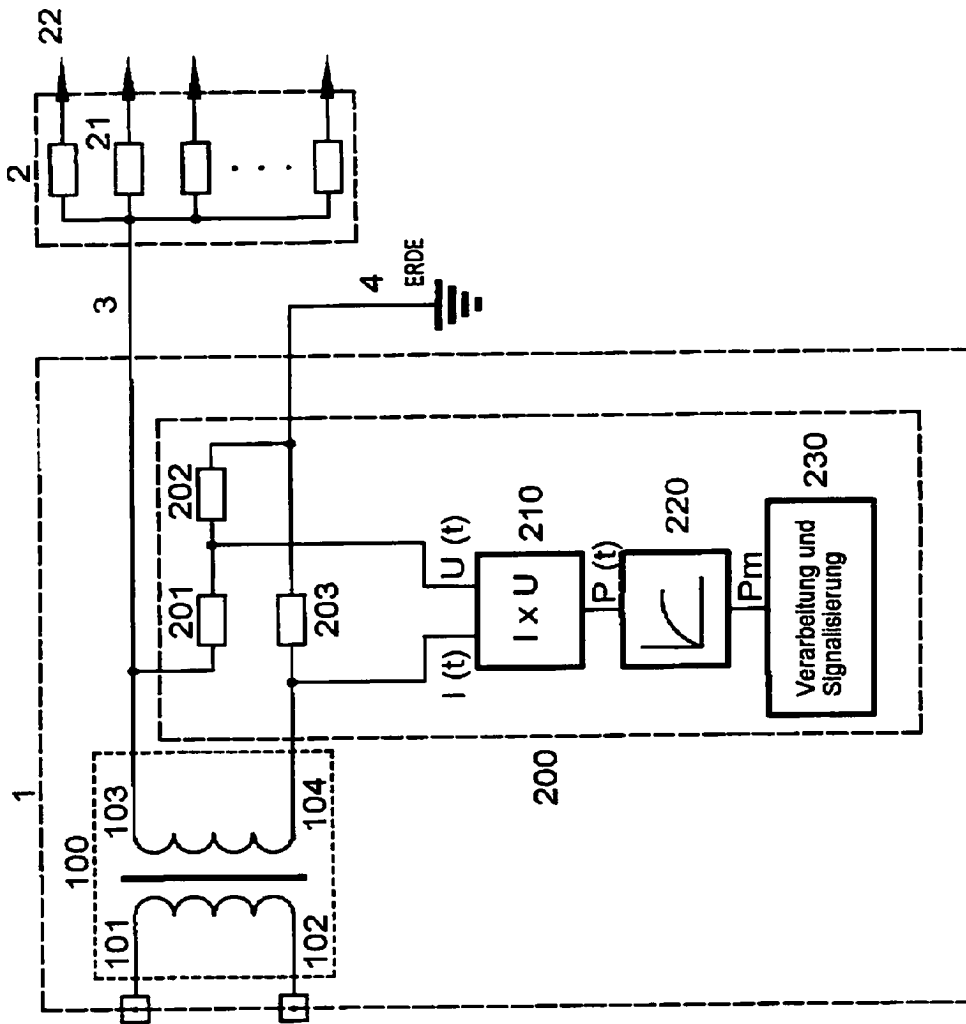 1
100
101
102
103
104
200
201
202
203
I (t)
U (t)
I x U
210
P (t)
220
Pm
Verarbeitung und
Signalisierung
230
3
4
ERDE
2
21
22